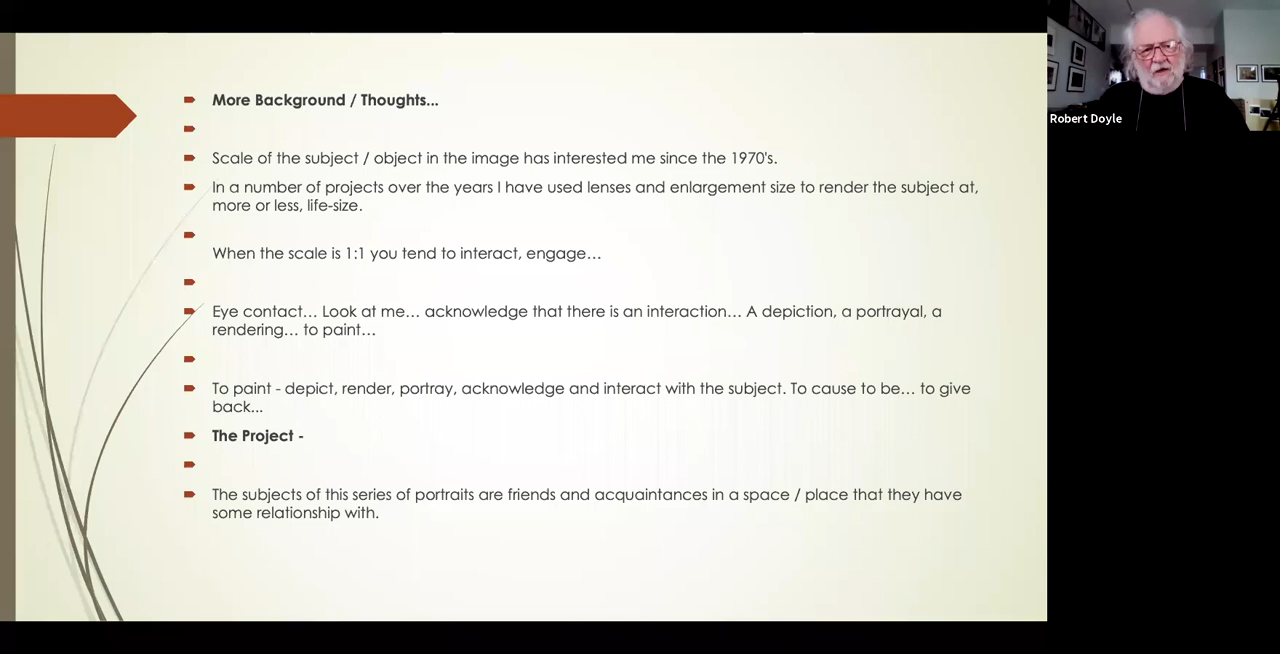 More Background / Thoughts...
Scale of the subject / object in the image has interested me since the 1970's.
In a number of projects over the years I have used lenses and enlargement size to render the subject at,
more or less, life-size.
When the scale is 1:1 you tend to interact, engage…
Eye contact… Look at me… acknowledge that there is an interaction… A depiction, a portrayal, a
rendering… to paint…
To paint - depict, render, portray, acknowledge and interact with the subject. To cause to be… to give
back...
The Project -
The subjects of this series of portraits are friends and acquaintances in a space / place that they have
some relationship with.
Robert Doyle